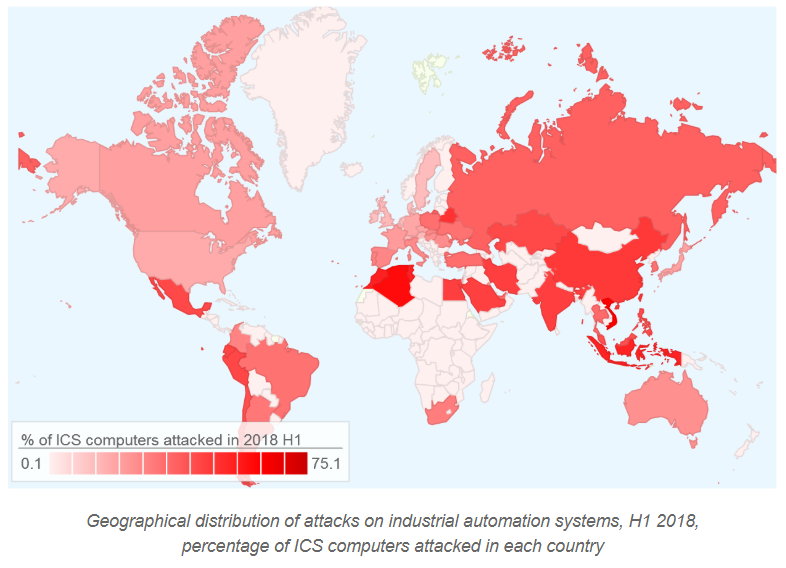 % of ICS computers attacked in 2018 H1
0.1 75.1
Geographical distribution of attacks on industrial automation systems, H1 2018,
percentage of ICS computers attacked in each country